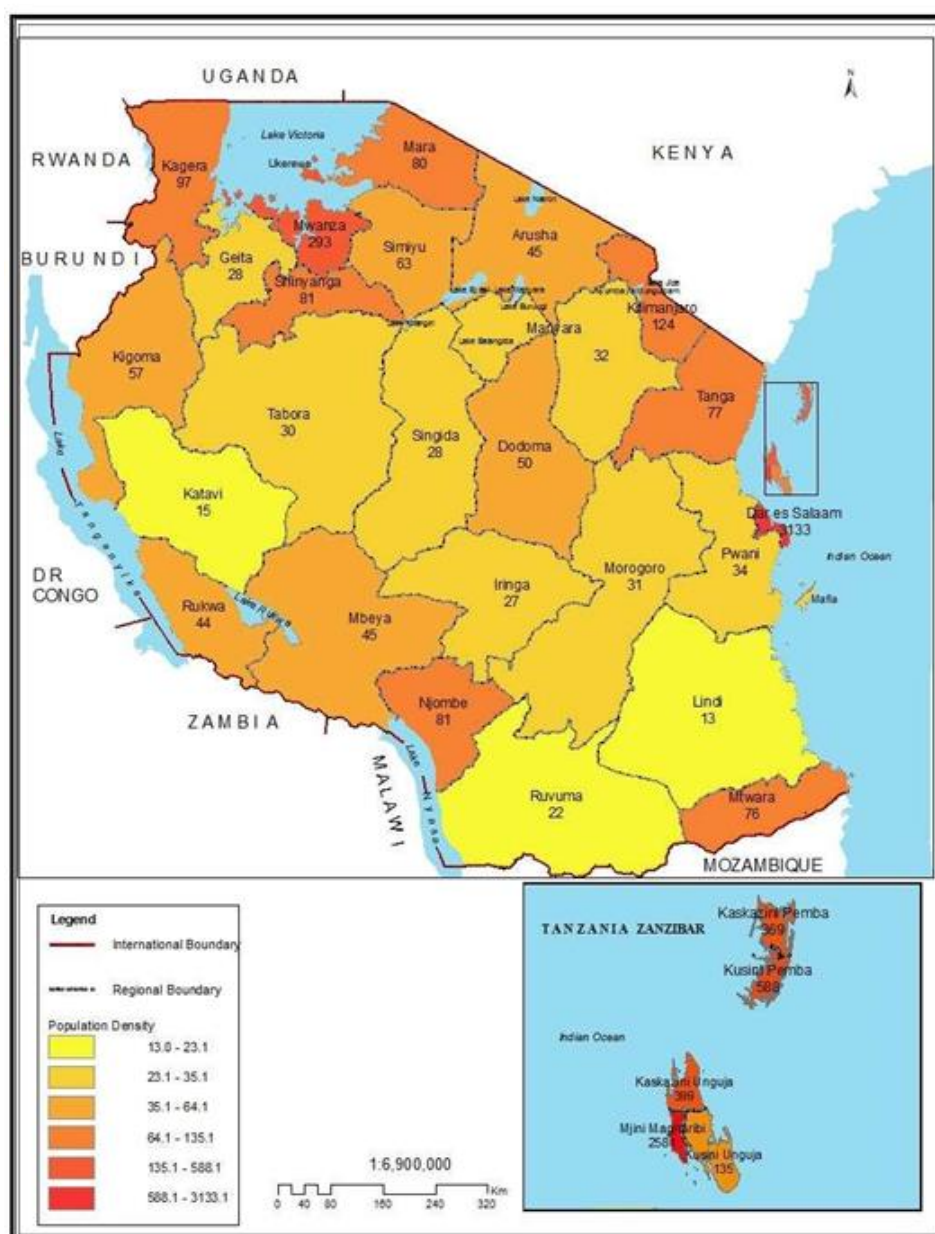 UGANDA
N
Lake Victoria
RWANDA
Kagera
97
Ukerewe
Mara
80
KENYA
Mwanza
293
Lake Natron
Arusha
45
BURUNDI
Geita
28
Simiyu
63
Shinyanga
81
Kilimanjaro
124
Manyara
32
Kigoma
57
Tabora
30
Singida
28
Dodoma
50
Tanga
77
Katavi
15
Lake Tanganyika
Dar es Salaam
3133
Pwani
34
Indian Ocean
Morogoro
31
Iringa
27
DR
CONGO
Mafia
Rukwa
44
Lake Rukwa
Mbeya
45
Njombe
81
Lindi
13
ZAMBIA
MALAWI
Lake Nyasa
Ruvuma
22
Mtwara
76
MOZAMBIQUE
Legend
International Boundary
Regional Boundary
Population Density
13.0 - 23.1
23.1 - 35.1
35.1 - 64.1
64.1 - 135.1
135.1 - 588.1
588.1 - 3133.1
1:6,900,000
Km
0 40 80 160 240 320
TANZANIA ZANZIBAR
Kaskazini Pemba
369
Kusini Pemba
588
Indian Ocean
Kaskazini Unguja
399
Mjini Magharibi
2581
Kusini Unguja
135